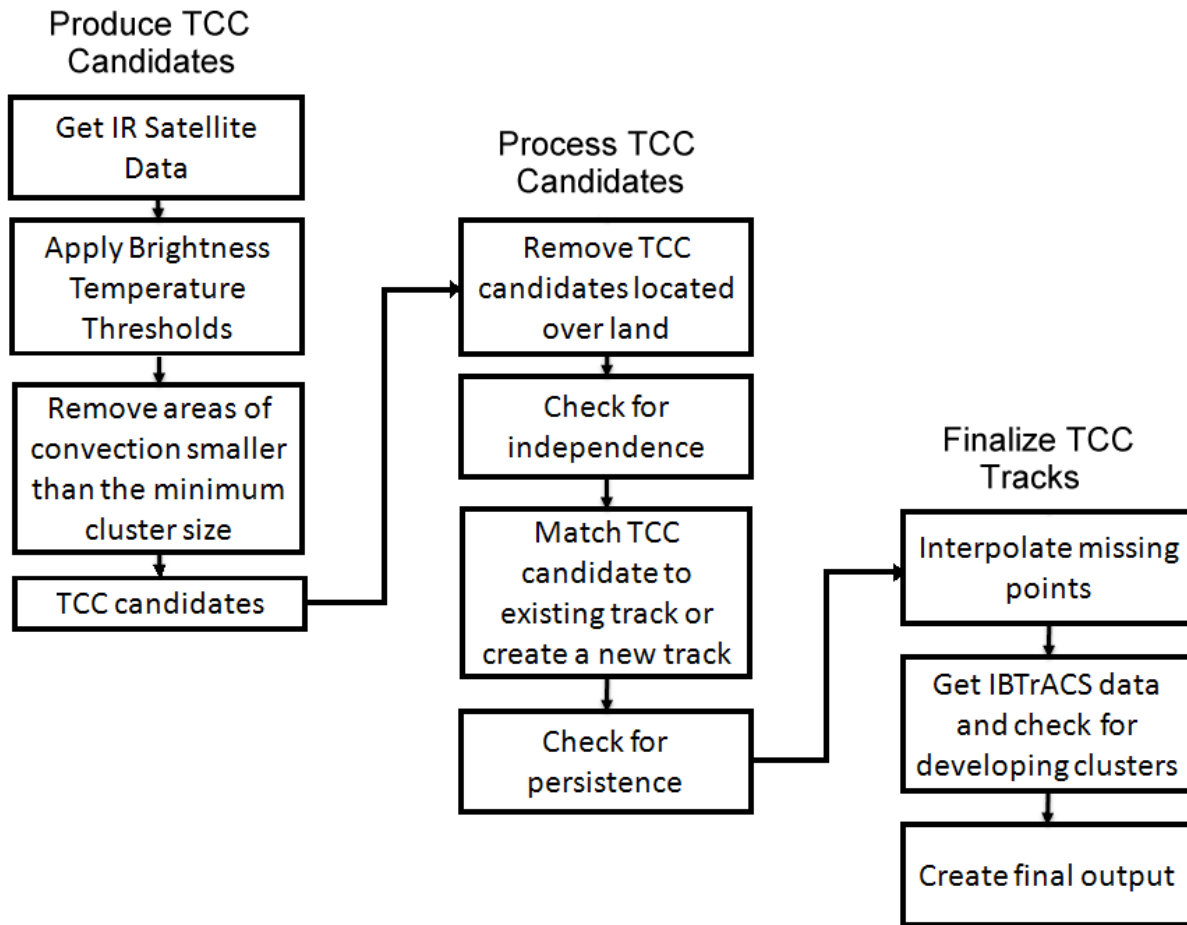 Produce TCC
Candidates
Get IR Satellite
Data
Apply Brightness
Temperature
Thresholds
Remove areas of
convection smaller
than the minimum
cluster size
TCC candidates
Process TCC
Candidates
Remove TCC
candidates located
over land
Check for
independence
Match TCC
candidate to
existing track or
create a new track
Check for
persistence
Finalize TCC
Tracks
Interpolate missing
points
Get IBTrACS data
and check for
developing clusters
Create final output